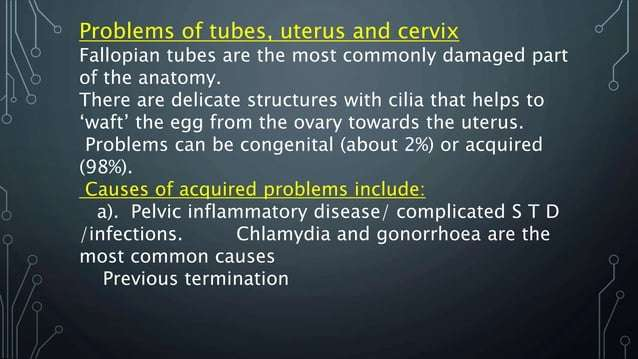 Problems of tubes, uterus and cervix
Fallopian tubes are the most commonly damaged part
of the anatomy.
There are delicate structures with cilia that helps to
‘waft’ the egg from the ovary towards the uterus.
Problems can be congenital (about 2%) or acquired
(98%).
Causes of acquired problems include:
a). Pelvic inflammatory disease/ complicated S T D
/infections. Chlamydia and gonorrhoea are the
most common causes
Previous termination